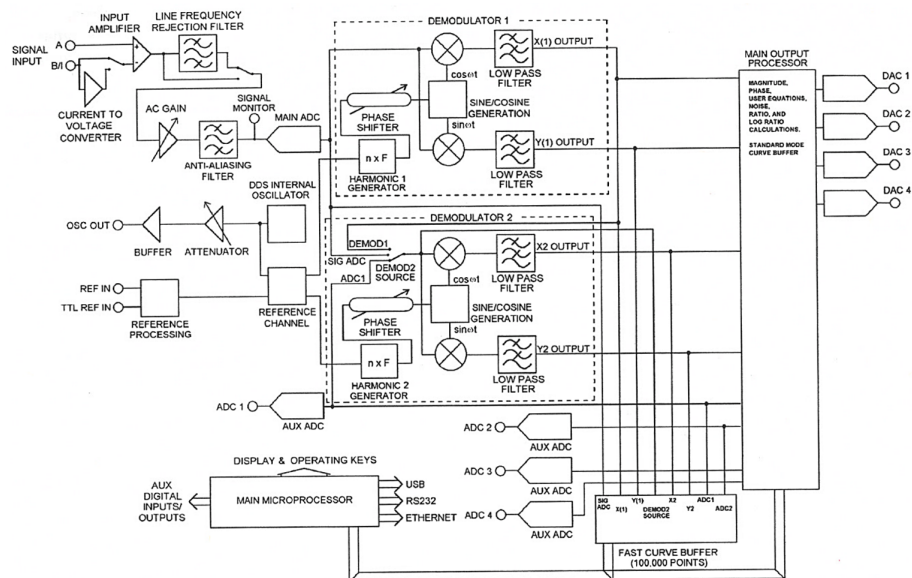 INPUT
AMPLIFIER
LINE FREQUENCY
REJECTION FILTER
SIGNAL
INPUT
A
B/I
CURRENT TO
VOLTAGE
CONVERTER
AC GAIN
ANTI-ALIASING
FILTER
SIGNAL
MONITOR
MAIN ADC
DEMODULATOR 1
X(1) OUTPUT
LOW PASS
FILTER
cosωt
SINE/COSINE
GENERATION
sinωt
PHASE
SHIFTER
n x F
HARMONIC 1
GENERATOR
Y(1) OUTPUT
LOW PASS
FILTER
MAIN OUTPUT
PROCESSOR
MAGNITUDE,
PHASE,
USER EQUATIONS,
NOISE,
RATIO, AND
LOG RATIO
CALCULATIONS.
STANDARD MODE
CURVE BUFFER
DAC 1
DAC 2
DAC 3
DAC 4
DDS INTERNAL
OSCILLATOR
OSC OUT
BUFFER
ATTENUATOR
REF IN
TTL REF IN
REFERENCE
PROCESSING
REFERENCE
CHANNEL
DEMODULATOR 2
DEMOD1
SIG ADC
ADC1
DEMOD2
SOURCE
X2 OUTPUT
LOW PASS
FILTER
cosωt
SINE/COSINE
GENERATION
sinωt
PHASE
SHIFTER
n x F
HARMONIC 2
GENERATOR
Y2 OUTPUT
LOW PASS
FILTER
ADC 1
AUX ADC
ADC 2
AUX ADC
ADC 3
AUX ADC
ADC 4
AUX ADC
DISPLAY & OPERATING KEYS
AUX
DIGITAL
INPUTS/
OUTPUTS
MAIN MICROPROCESSOR
USB
RS232
ETHERNET
SIG
ADC
X(1)
Y(1)
DEMOD2
SOURCE
X2
Y2
ADC1
ADC2
FAST CURVE BUFFER
(100.000 POINTS)